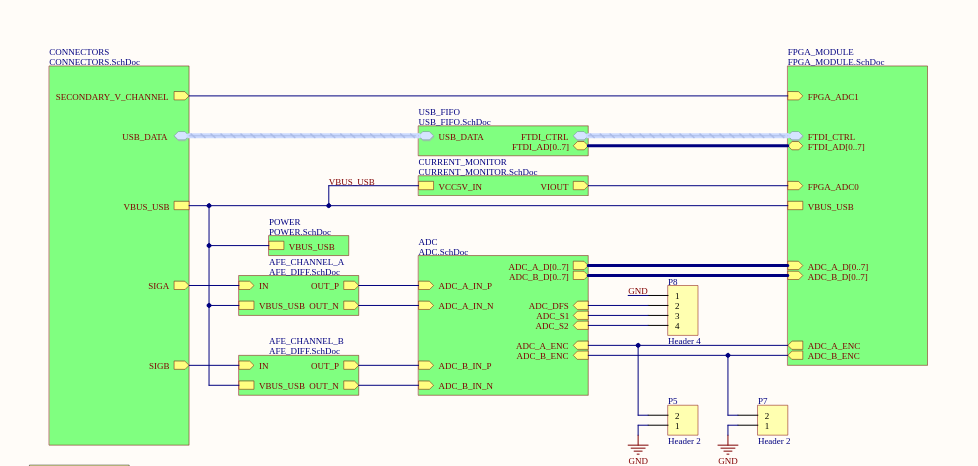 CONNECTORS
CONNECTORS.SchDoc
FPGA_MODULE
FPGA_MODULE.SchDoc
SECONDARY_V_CHANNEL
FPGA_ADC1
USB_FIFO
USB_FIFO.SchDoc
USB_DATA
USB_DATA
FTDI_CTRL
FTDI_CTRL
FTDI_AD[0..7]
FTDI_AD[0..7]
CURRENT_MONITOR
CURRENT_MONITOR.SchDoc
VBUS_USB
VCC5V_IN
VIOUT
FPGA_ADC0
VBUS_USB
VBUS_USB
POWER
POWER.SchDoc
VBUS_USB
ADC
ADC.SchDoc
AFE_CHANNEL_A
AFE_DIFF.SchDoc
ADC_A_D[0..7]
ADC_A_D[0..7]
ADC_B_D[0..7]
ADC_B_D[0..7]
SIGA
IN
OUT_P
ADC_A_IN_P
P8
GND
1
VBUS_USB
OUT_N
ADC_A_IN_N
ADC_DFS
2
ADC_S1
3
ADC_S2
4
Header 4
AFE_CHANNEL_B
AFE_DIFF.SchDoc
ADC_A_ENC
ADC_A_ENC
ADC_B_ENC
ADC_B_ENC
SIGB
IN
OUT_P
ADC_B_IN_P
VBUS_USB
OUT_N
ADC_B_IN_N
P5
2
1
Header 2
GND
P7
2
1
Header 2
GND